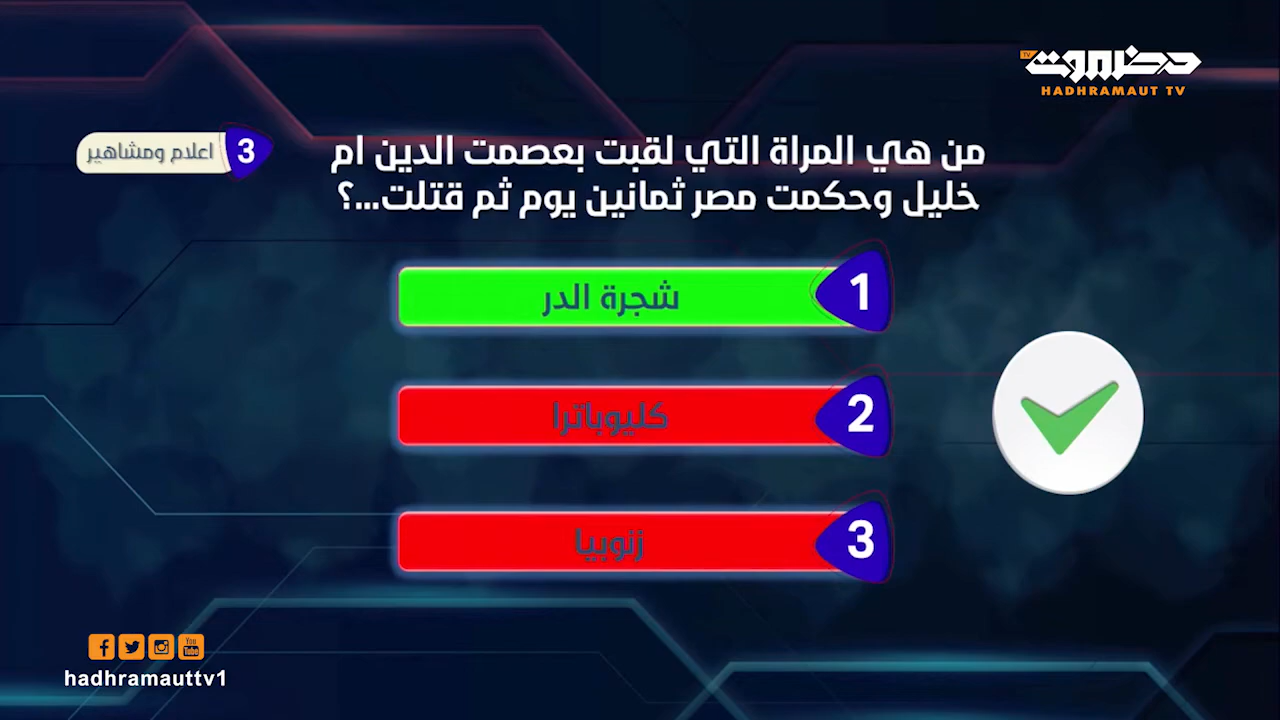 حضرموت
TV
HADHRAMAUT TV
3
اعلام ومشاهير
من هي المراة التي لقبت بعصمت الدين ام
خليل وحكمت مصر ثمانين يوم ثم قتلت...؟
1
شجرة الدر
2
كليوباترا
3
زنوبيا
You
Tube
hadhramauttv1